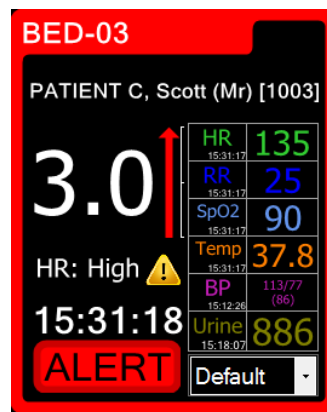 BED-03
PATIENT C, Scott (Mr) [1003]
3.0
HR: High
15:31:18
ALERT
HR 15:31:17 135
RR 15:31:17 25
SpO2 15:31:17 90
Temp 15:31:17 37.8
BP 15:12:26 113/77 (86)
Urine 15:18:07 886
Default